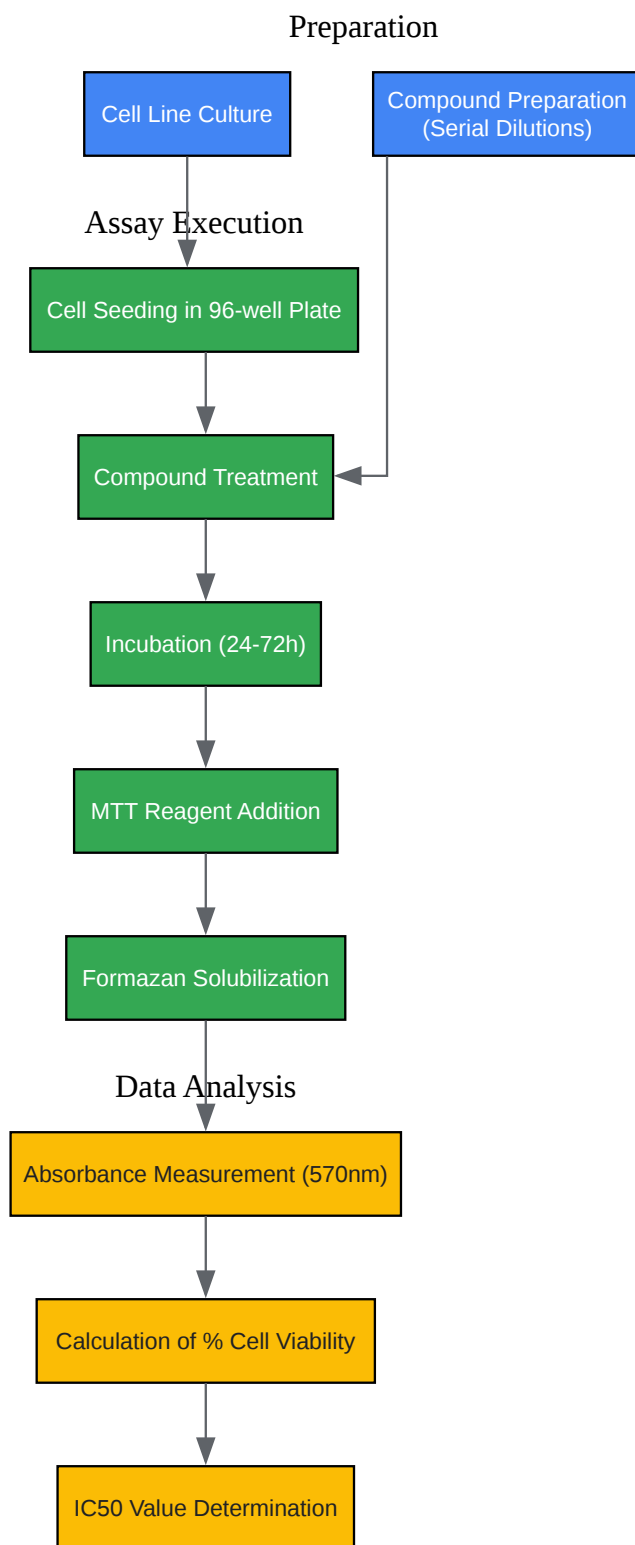 Preparation
Cell Line Culture
Compound Preparation
(Serial Dilutions)
Assay Execution
Cell Seeding in 96-well Plate
Compound Treatment
Incubation (24-72h)
MTT Reagent Addition
Formazan Solubilization
Data Analysis
Absorbance Measurement (570nm)
Calculation of % Cell Viability
IC50 Value Determination